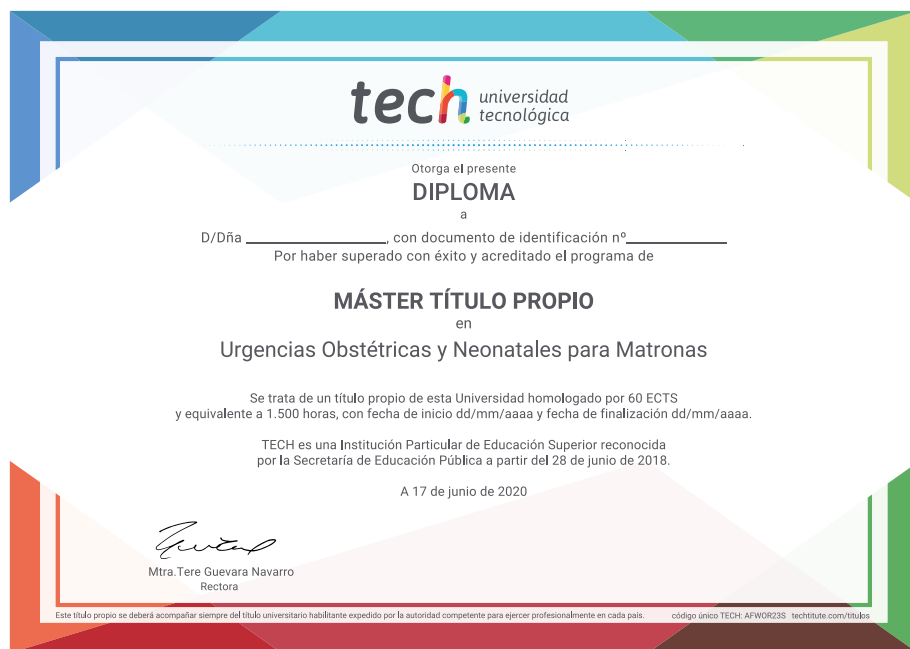 tech universidad
tecnológica
Otorga el presente
DIPLOMA
a
D/Dña ________________, con documento de identificación nº____________
Por haber superado con éxito y acreditado el programa de
MÁSTER TÍTULO PROPIO
en
Urgencias Obstétricas y Neonatales para Matronas
Se trata de un título propio de esta Universidad homologado por 60 ECTS
y equivalente a 1.500 horas, con fecha de inicio dd/mm/aaaa y fecha de finalización dd/mm/aaaa.
TECH es una Institución Particular de Educación Superior reconocida
por la Secretaría de Educación Pública a partir del 28 de junio de 2018.
A 17 de junio de 2020
Mtra.Tere Guevara Navarro
Rectora
Este título propio se deberá acompañar siempre del título universitario habilitante expedido por la autoridad competente para ejercer profesionalmente en cada país. código único TECH: AFWOR23S techtitute.com/titulos